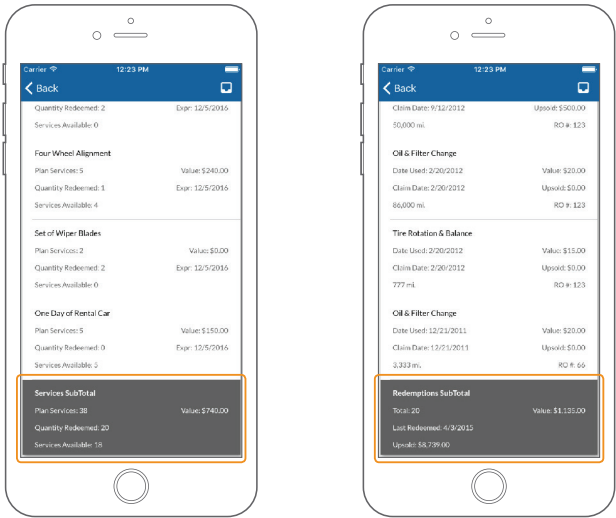 Carrier 12:23 PM
Back
Quantity Redeemed: 2 Expr: 12/5/2016
Services Available: 0
Four Wheel Alignment
Plan Services: 5 Value: $240.00
Quantity Redeemed: 1 Expr: 12/5/2016
Services Available: 4
Set of Wiper Blades
Plan Services: 2 Value: $0.00
Quantity Redeemed: 2 Expr: 12/5/2016
Services Available: 0
One Day of Rental Car
Plan Services: 5 Value: $150.00
Quantity Redeemed: 0 Expr: 12/5/2016
Services Available: 5
Services SubTotal
Plan Services: 38 Value: $740.00
Quantity Redeemed: 20
Services Available: 18
Carrier 12:23 PM
Back
Claim Date: 9/12/2012 Upsold: $500.00
50,000 mi. RO #: 123
Oil & Filter Change
Date Used: 2/20/2012 Value: $20.00
Claim Date: 2/20/2012 Upsold: $0.00
86,000 mi. RO #: 123
Tire Rotation & Balance
Date Used: 2/20/2012 Value: $15.00
Claim Date: 2/20/2012 Upsold: $0.00
777 mi. RO #: 123
Oil & Filter Change
Date Used: 12/21/2011 Value: $20.00
Claim Date: 12/21/2011 Upsold: $0.00
3,333 mi. RO #: 66
Redemptions SubTotal
Total: 20 Value: $1,135.00
Last Redeemed: 4/3/2015
Upsold: $8,739.00